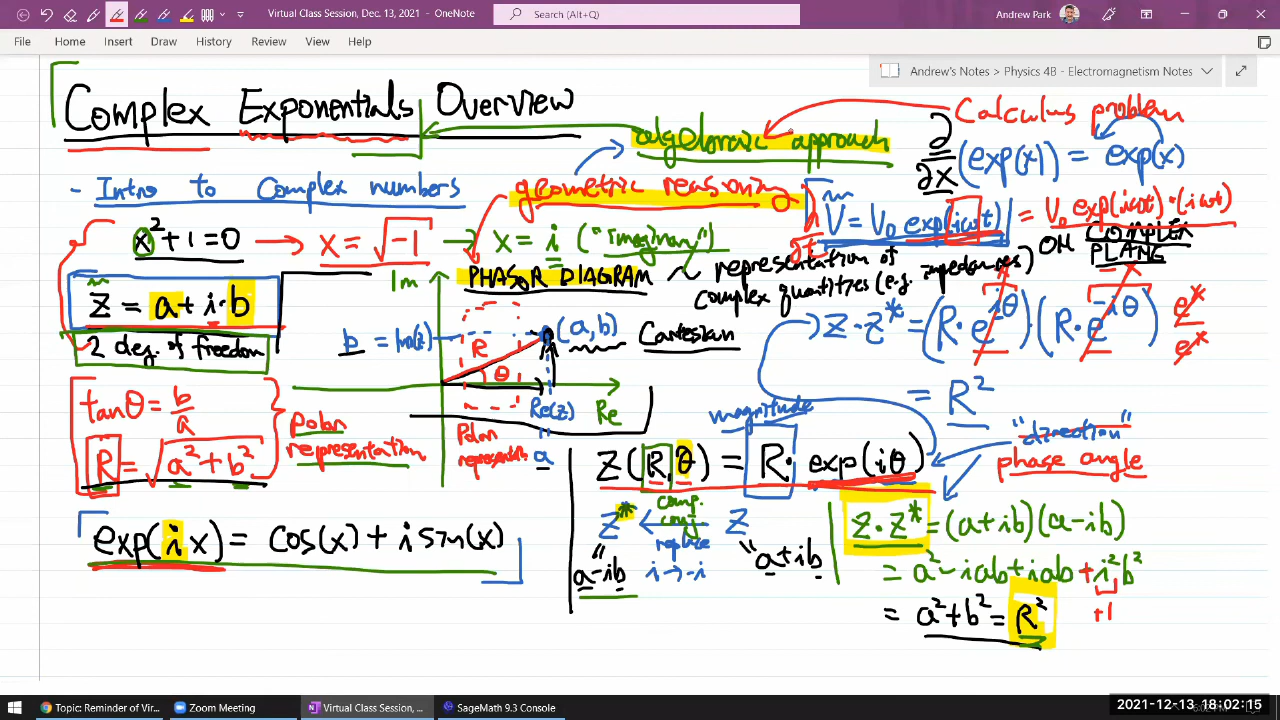 Virtual Class Session, Dec. 13, 2021 - OneNote
Search (Alt+Q)
Andrew Park
File Home Insert Draw History Review View Help
Andrew's Notes > Physics 4B - Electromagnetism Notes
Complex Exponentials Overview
algebraic approach
Calculus problem
∂/∂x (exp(x)) = exp(x)
- Intro to Complex numbers
geometric reasoning
∂/∂t
V = V₀ exp(iωt) = V₀ exp(iωt)·(iωt)
x²+1=0 → x = √-1 → x = i ("Imaginary")
ON COMPLEX PLANE
PHASOR DIAGRAM ~ representation of
complex quantities (e.g. impedances)
Im
z = a + i·b
2 deg. of freedom
b = Im(z)
(a,b) Cartesian
R
θ
Re(z)
Re
a
Polar
z·z* = (R·e^iθ)(R·e^-iθ)
e^x
e^x
= R²
tanθ = b/a
R = √a²+b²
Polar
representation
magnitude
"direction"
phase angle
z(R,θ) = R·exp(iθ)
exp(ix) = cos(x) + i sin(x)
z* ← z
comp.
conj
replace
i → -i
a-ib
"a+ib
z·z* = (a+ib)(a-ib)
= a²-iab+iab+i²b²
+1
= a²+b² = R²
Topic: Reminder of Vir...
Zoom Meeting
Virtual Class Session, ...
SageMath 9.3 Console
2021-12-13 18:02:15